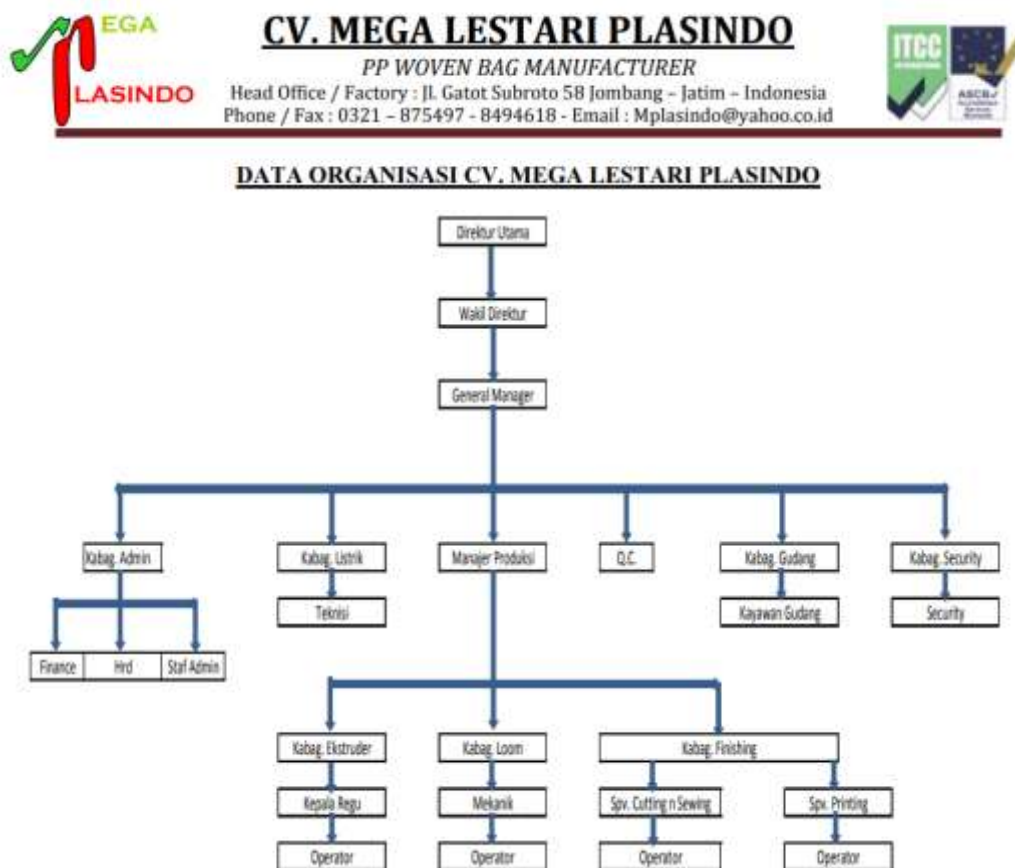 EGA
LASINDO
CV. MEGA LESTARI PLASINDO
PP WOVEN BAG MANUFACTURER
Head Office / Factory : Jl. Gatot Subroto 58 Jombang – Jatim – Indonesia
Phone / Fax : 0321 – 875497 - 8494618 - Email : Mplasindo@yahoo.co.id
ITCC
ASCB
DATA ORGANISASI CV. MEGA LESTARI PLASINDO
Direktur Utama
Wakil Direktur
General Manager
Kabag. Admin
Kabag. Listrik
Manajer Produksi
Q.C.
Kabag. Gudang
Kabag. Security
Teknisi
Kayawan Gudang
Security
Finance
Hrd
Staf Admin
Kabag. Ekstruder
Kabag. Loom
Kabag. Finishing
Kepala Regu
Mekanik
Spv. Cutting n Sewing
Spv. Printing
Operator
Operator
Operator
Operator